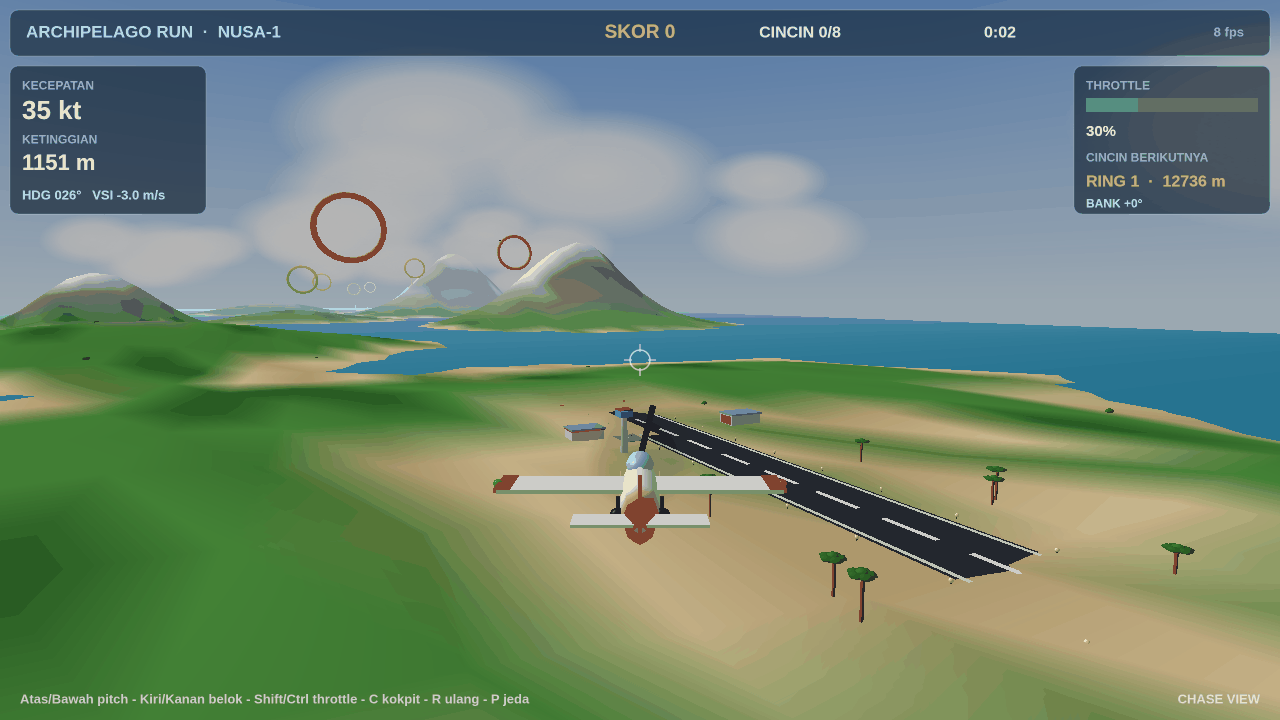 ARCHIPELAGO RUN · NUSA-1
SKOR 0
CINCIN 0/8
0:02
8 fps
KECEPATAN
35 kt
KETINGGIAN
1151 m
HDG 026° VSI -3.0 m/s
THROTTLE
30%
CINCIN BERIKUTNYA
RING 1 · 12736 m
BANK +0°
Atas/Bawah pitch - Kiri/Kanan belok - Shift/Ctrl throttle - C kokpit - R ulang - P jeda
CHASE VIEW